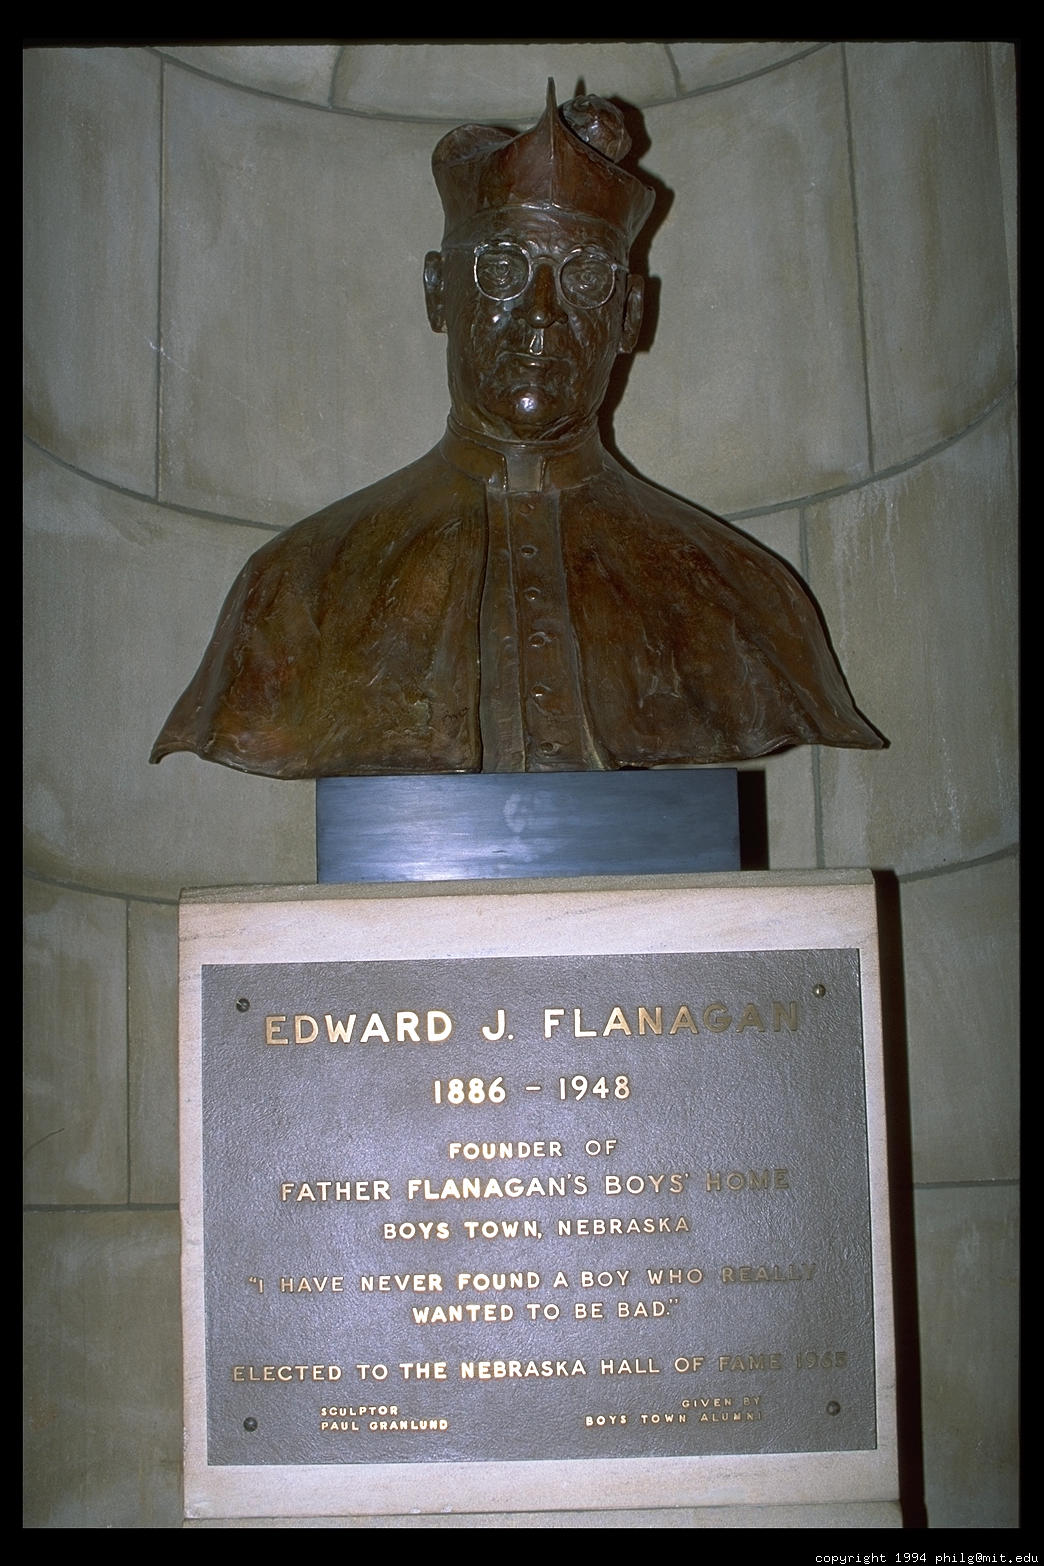 EDWARD J. FLANAGAN
1886 - 1948
FOUNDER OF
FATHER FLANAGAN'S BOYS' HOME
BOYS TOWN, NEBRASKA
"I HAVE NEVER FOUND A BOY WHO REALLY
WANTED TO BE BAD."
ELECTED TO THE NEBRASKA HALL OF FAME 1965
SCULPTOR
PAUL GRANLUND
GIVEN BY
BOYS TOWN ALUMNI
copyright 1994 philg@mit.edu